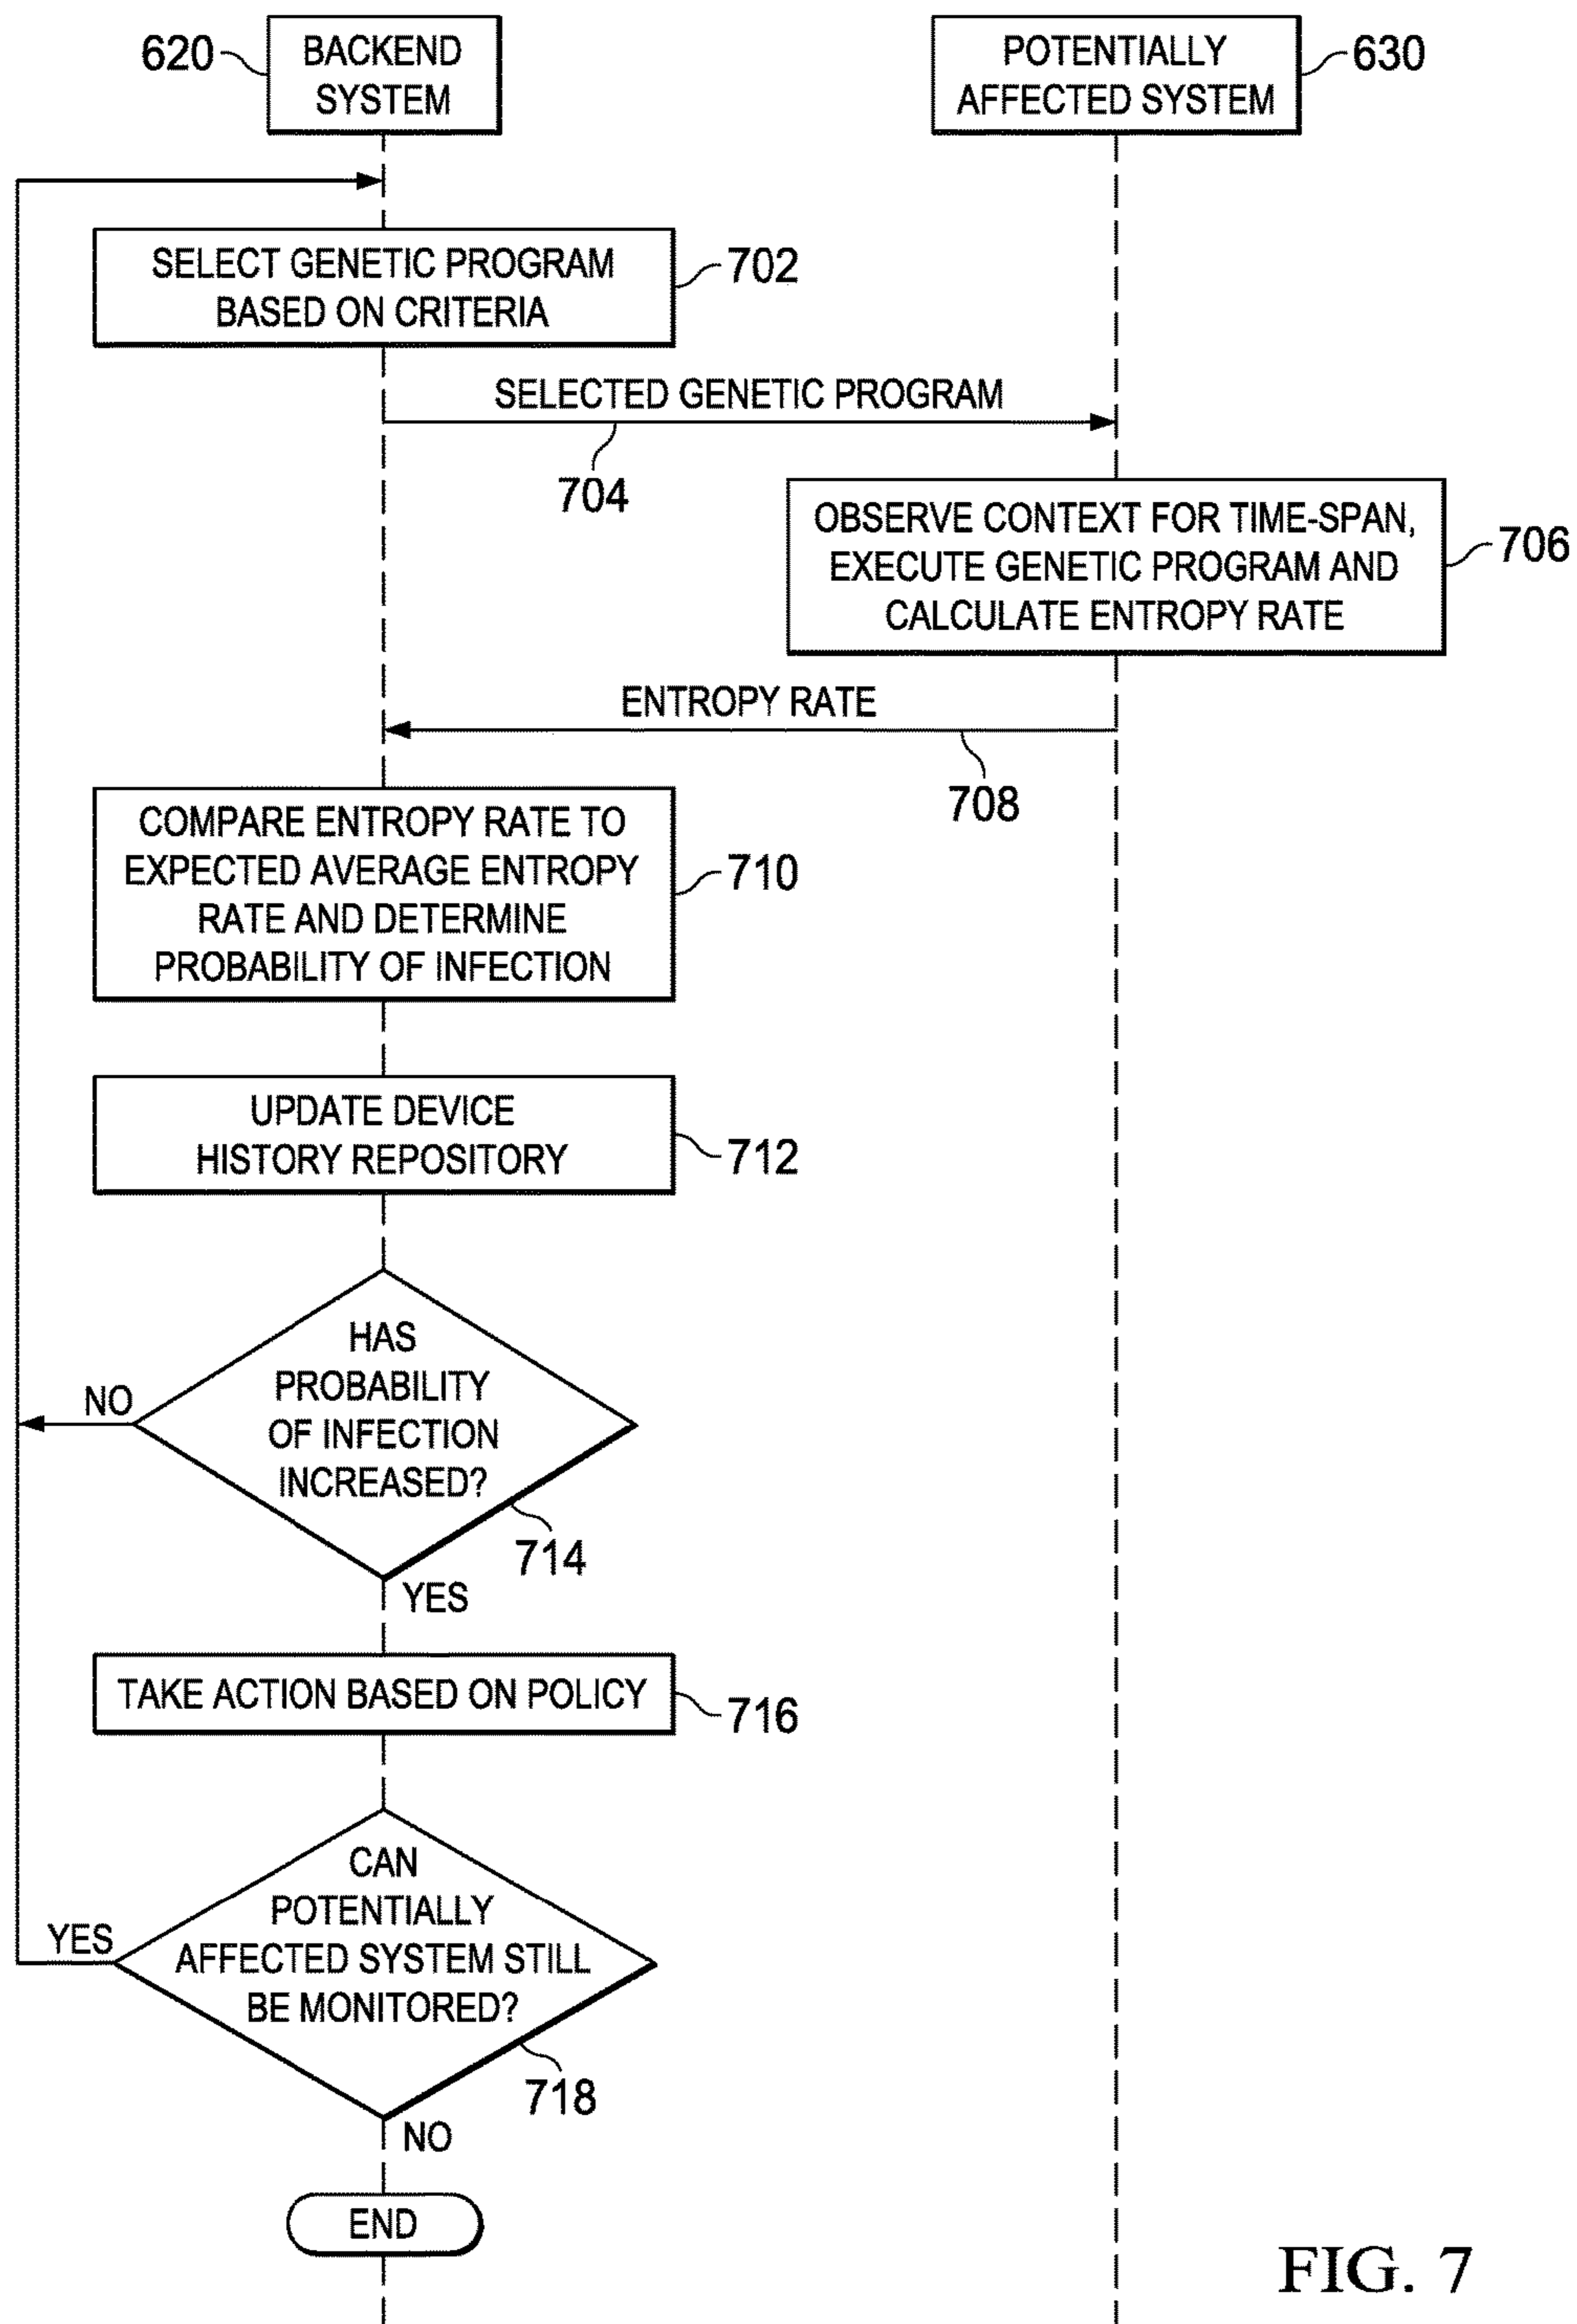 620
BACKEND
SYSTEM
POTENTIALLY
AFFECTED SYSTEM
630
SELECT GENETIC PROGRAM
BASED ON CRITERIA
702
SELECTED GENETIC PROGRAM
704
OBSERVE CONTEXT FOR TIME-SPAN,
EXECUTE GENETIC PROGRAM AND
CALCULATE ENTROPY RATE
706
ENTROPY RATE
708
COMPARE ENTROPY RATE TO
EXPECTED AVERAGE ENTROPY
RATE AND DETERMINE
PROBABILITY OF INFECTION
710
UPDATE DEVICE
HISTORY REPOSITORY
712
HAS
PROBABILITY
OF INFECTION
INCREASED?
NO
714
YES
TAKE ACTION BASED ON POLICY
716
CAN
POTENTIALLY
AFFECTED SYSTEM STILL
BE MONITORED?
YES
718
NO
END
FIG. 7